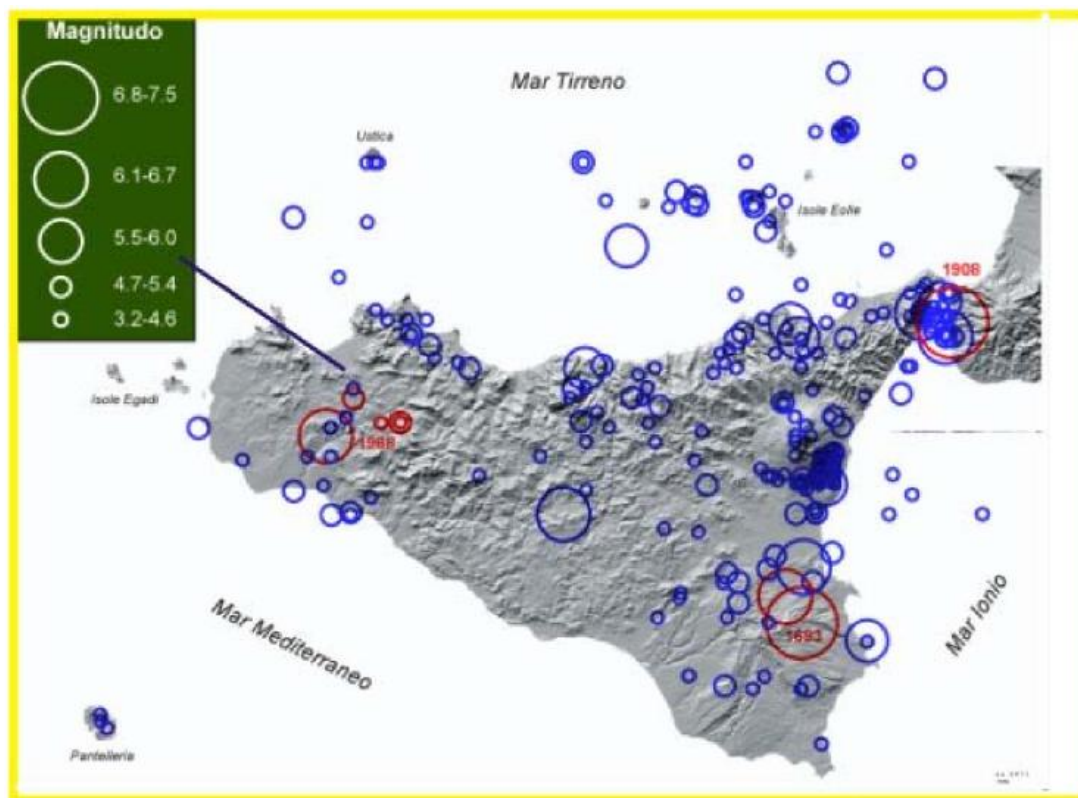 Magnitudo
6.8-7.5
6.1-6.7
5.5-6.0
4.7-5.4
3.2-4.6
Mar Tirreno
Ustica
Isole Eolie
1908
Isole Egadi
1968
Mar Mediterraneo
1693
Mar Ionio
Pantelleria